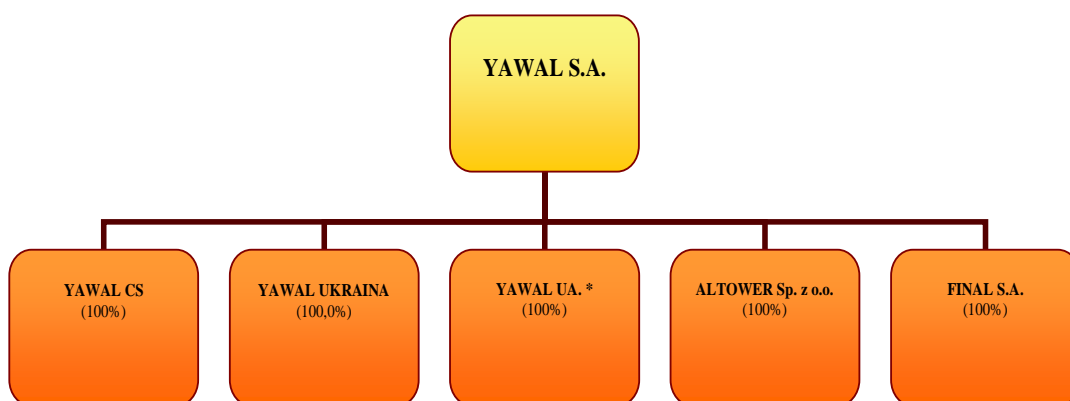 YAWAL S.A.
YAWAL CS
(100%)
YAWAL UKRAINA
(100,0%)
YAWAL UA. *
(100%)
ALTOWER Sp. z o.o.
(100%)
FINAL S.A.
(100%)